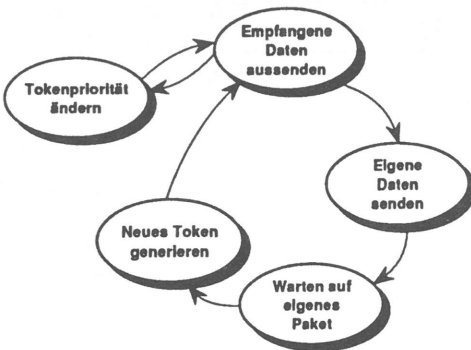 Empfangene
Daten
aussenden
Tokenpriorität
ändern
Eigene
Daten
senden
Neues Token
generieren
Warten auf
eigenes
Paket